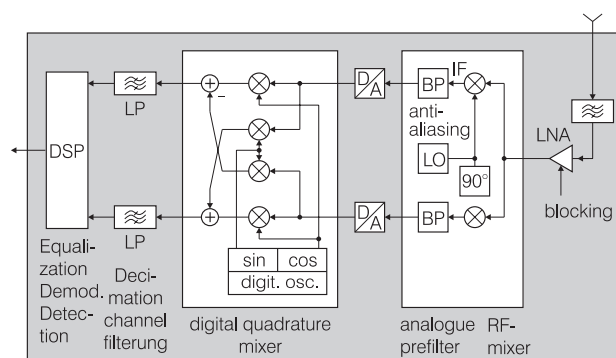 DSP
LP
LP
Equali-
zation
Demod.
Detec-
tion
Deci-
mation
channel
filterung
–
sin cos
digit. osc.
digital quadrature
mixer
D
A
D
A
BP
IF
anti-
aliasing
LO
90°
BP
analogue
prefilter
RF-
mixer
LNA
blocking